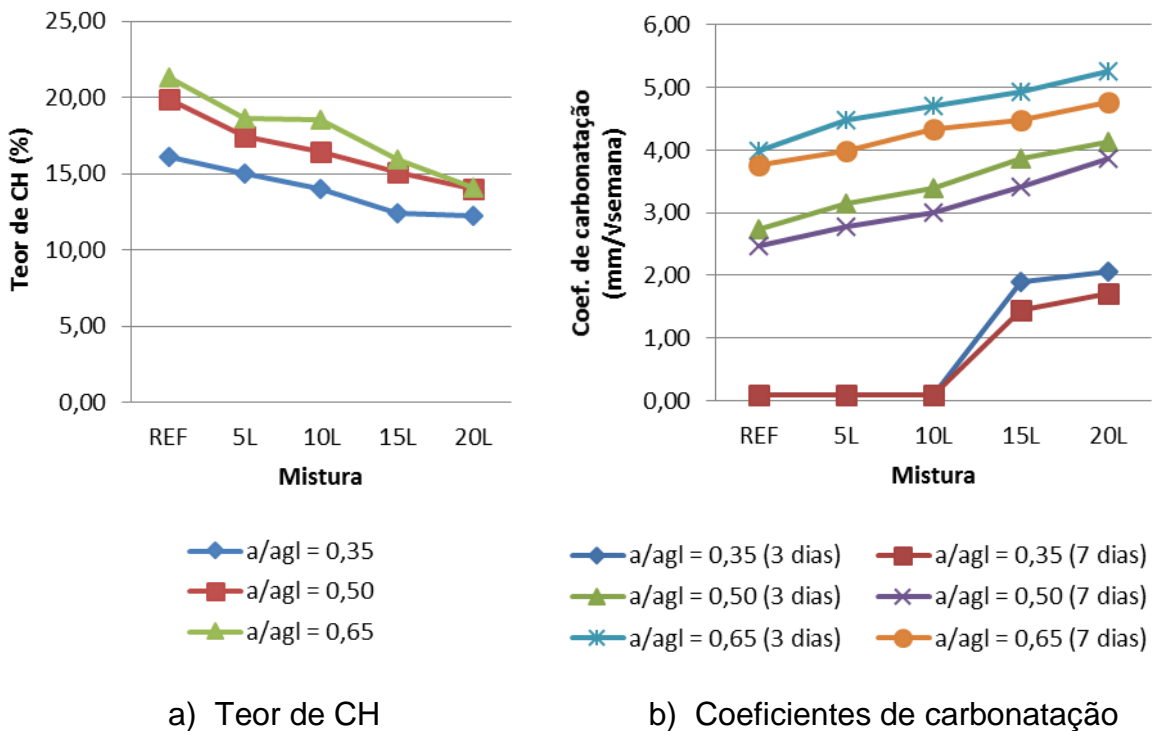 25,00
20,00
15,00
10,00
5,00
0,00
Teor de CH (%)
REF 5L 10L 15L 20L
Mistura
a/agl = 0,35
a/agl = 0,50
a/agl = 0,65
a) Teor de CH
6,00
5,00
4,00
3,00
2,00
1,00
0,00
Coef. de carbonatação
(mm/√semana)
REF 5L 10L 15L 20L
Mistura
a/agl = 0,35 (3 dias) a/agl = 0,35 (7 dias)
a/agl = 0,50 (3 dias) a/agl = 0,50 (7 dias)
a/agl = 0,65 (3 dias) a/agl = 0,65 (7 dias)
b) Coeficientes de carbonatação